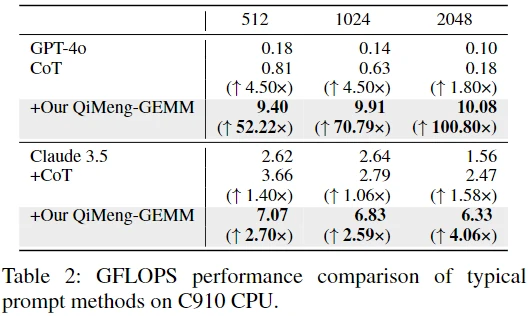 512 1024 2048
GPT-4o 0.18 0.14 0.10
CoT 0.81 0.63 0.18
(↑ 4.50×) (↑ 4.50×) (↑ 1.80×)
+Our QiMeng-GEMM 9.40 9.91 10.08
(↑ 52.22×) (↑ 70.79×) (↑ 100.80×)
Claude 3.5 2.62 2.64 1.56
+CoT 3.66 2.79 2.47
(↑ 1.40×) (↑ 1.06×) (↑ 1.58×)
+Our QiMeng-GEMM 7.07 6.83 6.33
(↑ 2.70×) (↑ 2.59×) (↑ 4.06×)
Table 2: GFLOPS performance comparison of typical
prompt methods on C910 CPU.